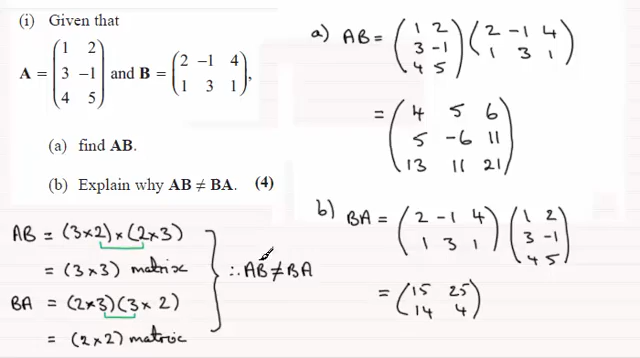 (i) Given that
A = ( 1 2 ; 3 −1 ; 4 5 ) and B = ( 2 −1 4 ; 1 3 1 ),
(a) find AB.
(b) Explain why AB ≠ BA. (4)
AB = (3×2)×(2×3)
= (3×3) matrix
BA = (2×3)(3×2)
= (2×2) matrix
∴ AB ≠ BA
a) AB = ( 1 2 ; 3 −1 ; 4 5 ) ( 2 −1 4 ; 1 3 1 )
= ( 4 5 6 ; 5 −6 11 ; 13 11 21 )
b) BA = ( 2 −1 4 ; 1 3 1 ) ( 1 2 ; 3 −1 ; 4 5 )
= ( 15 25 ; 14 4 )